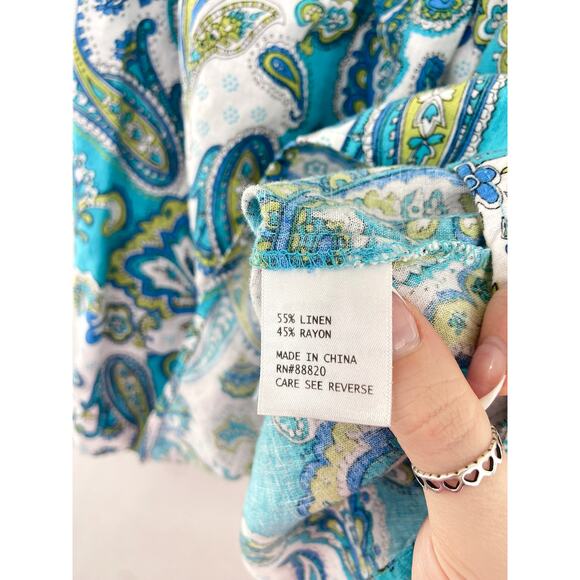 55% LINEN
45% RAYON
MADE IN CHINA
RN#88820
CARE SEE REVERSE